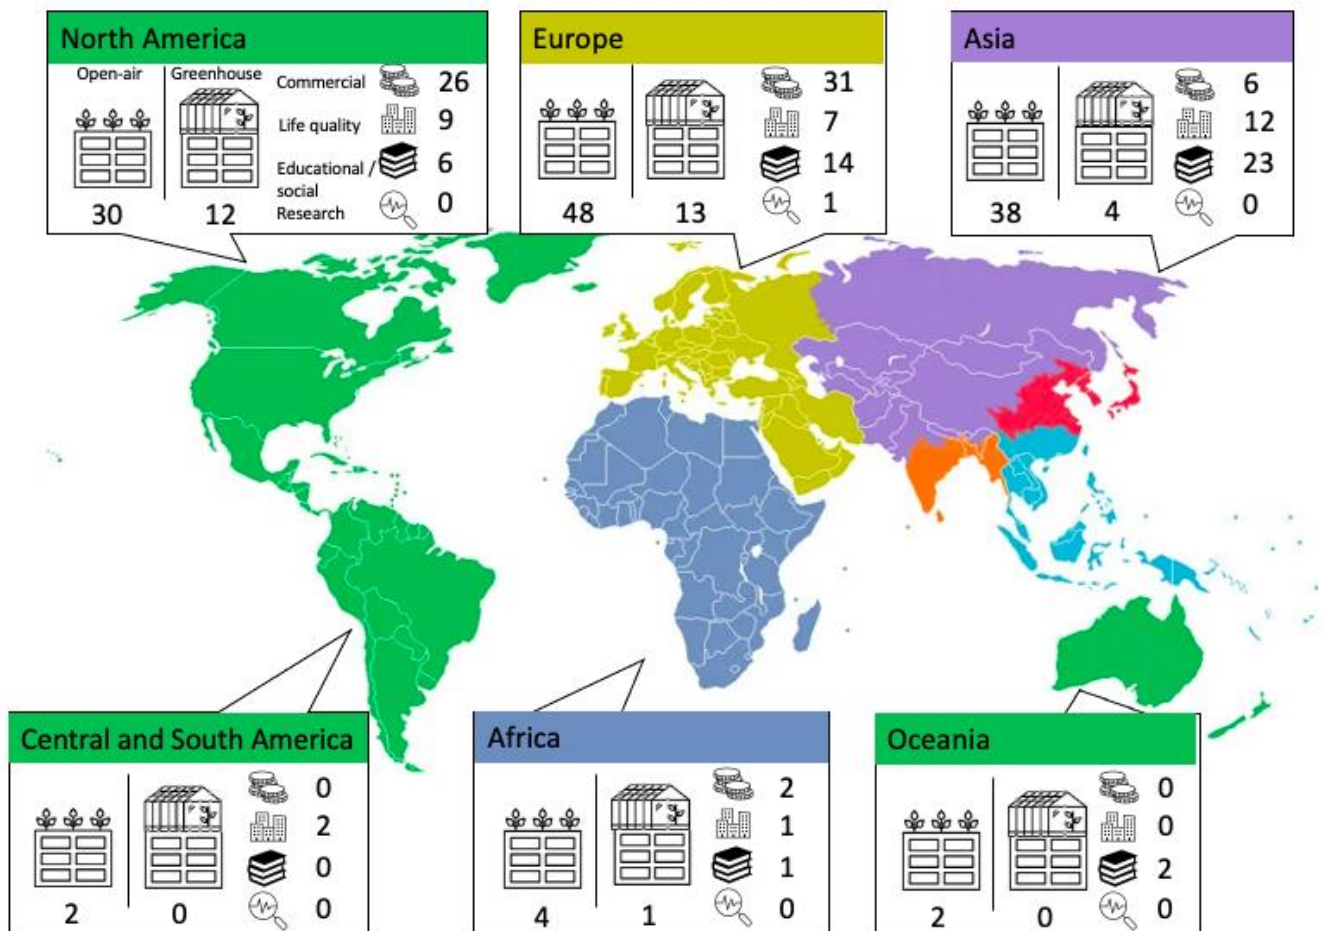 North America
Open-air
Greenhouse
Commercial 26
Life quality 9
Educational / 6
social
Research 0
30 12
Europe
31
7
14
1
48 13
Asia
6
12
23
0
38 4
Central and South America
0
2
0
0
2 0
Africa
2
1
1
0
4 1
Oceania
0
0
2
0
2 0